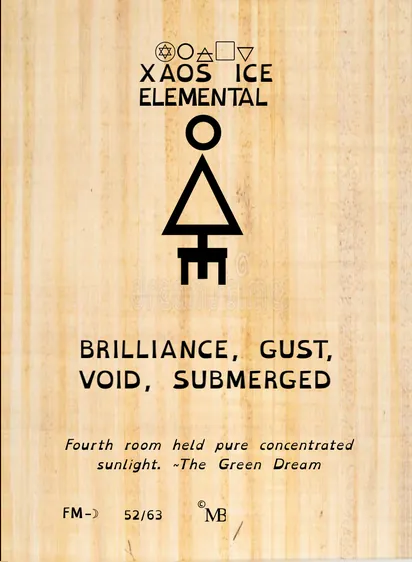 XAOS ICE
ELEMENTAL
BRILLIANCE, GUST,
VOID, SUBMERGED
Fourth room held pure concentrated
sunlight. ~The Green Dream
FM-☽ 52/63 © MB